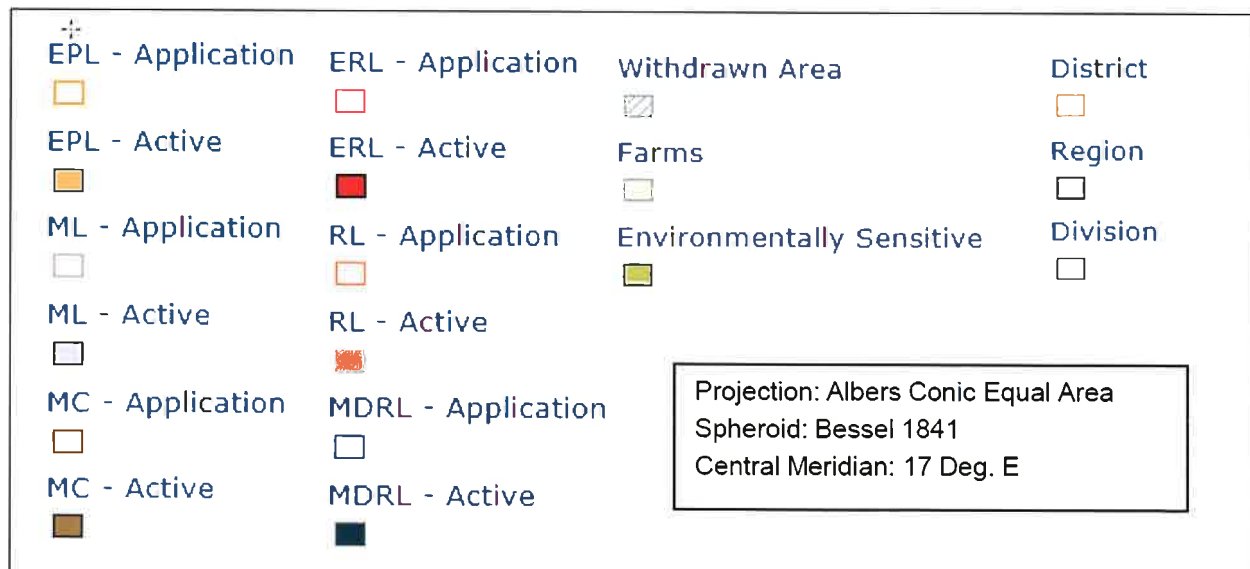 EPL - Application
EPL - Active
ML - Application
ML - Active
MC - Application
MC - Active
ERL - Application
ERL - Active
RL - Application
RL - Active
MDRL - Application
MDRL - Active
Withdrawn Area
Farms
Environmentally Sensitive
District
Region
Division
Projection: Albers Conic Equal Area
Spheroid: Bessel 1841
Central Meridian: 17 Deg. E